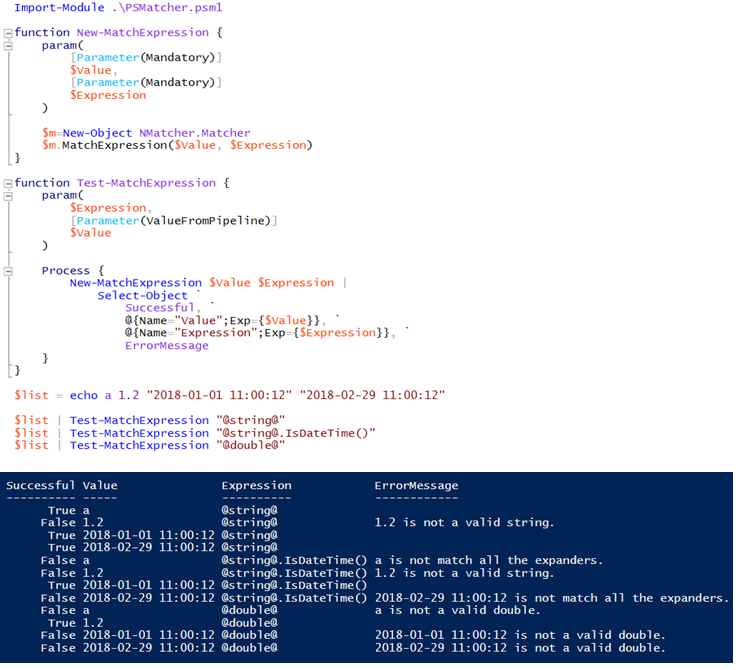 Import-Module .\PSMatcher.psm1
function New-MatchExpression {
param(
[Parameter(Mandatory)]
$Value,
[Parameter(Mandatory)]
$Expression
)
$m=New-Object NMatcher.Matcher
$m.MatchExpression($Value, $Expression)
}
function Test-MatchExpression {
param(
$Expression,
[Parameter(ValueFromPipeline)]
$Value
)
Process {
New-MatchExpression $Value $Expression |
Select-Object `
Successful, `
@{Name="Value";Exp={$Value}}, `
@{Name="Expression";Exp={$Expression}}, `
ErrorMessage
}
}
$list = echo a 1.2 "2018-01-01 11:00:12" "2018-02-29 11:00:12"
$list | Test-MatchExpression "@string@"
$list | Test-MatchExpression "@string@.IsDateTime()"
$list | Test-MatchExpression "@double@"
Successful Value Expression ErrorMessage
---------- ----- ---------- ------------
True a @string@
False 1.2 @string@ 1.2 is not a valid string.
True 2018-01-01 11:00:12 @string@
True 2018-02-29 11:00:12 @string@
False a @string@.IsDateTime() a is not match all the expanders.
False 1.2 @string@.IsDateTime() 1.2 is not a valid string.
True 2018-01-01 11:00:12 @string@.IsDateTime()
False 2018-02-29 11:00:12 @string@.IsDateTime() 2018-02-29 11:00:12 is not match all the expanders.
False a @double@ a is not a valid double.
True 1.2 @double@
False 2018-01-01 11:00:12 @double@ 2018-01-01 11:00:12 is not a valid double.
False 2018-02-29 11:00:12 @double@ 2018-02-29 11:00:12 is not a valid double.